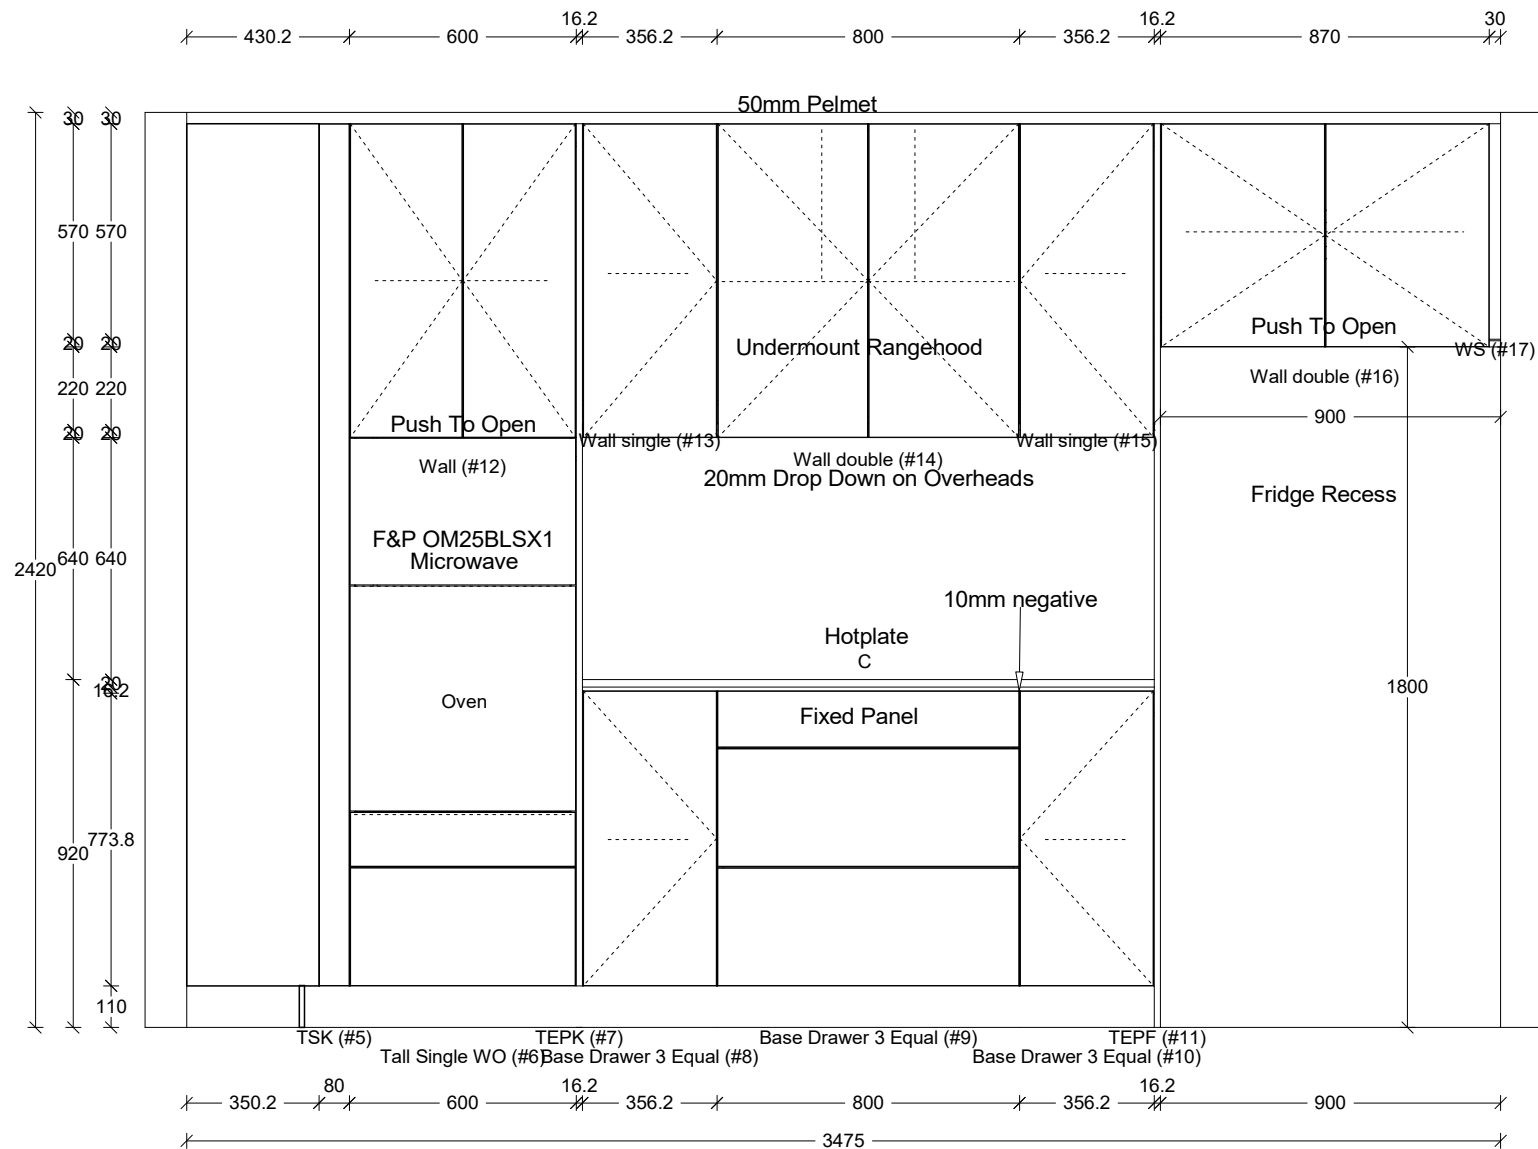 16.2 16.2 30
430.2 600 356.2 800 356.2 870
50mm Pelmet
30 30
570 570
Push To Open
20 20
Undermount Rangehood
WS (#17)
Wall double (#16)
220 220
900
Push To Open
20 20
Wall single (#13) Wall single (#15)
Wall double (#14)
Wall (#12)
20mm Drop Down on Overheads
Fridge Recess
F&P OM25BLSX1
Microwave
640 640
2420
10mm negative
Hotplate
C
20
16.2
1800
Oven
Fixed Panel
773.8
920
110
TSK (#5) TEPK (#7) Base Drawer 3 Equal (#9) TEPF (#11)
Tall Single WO (#6) Base Drawer 3 Equal (#8) Base Drawer 3 Equal (#10)
80 16.2 16.2
350.2 600 356.2 800 356.2 900
3475